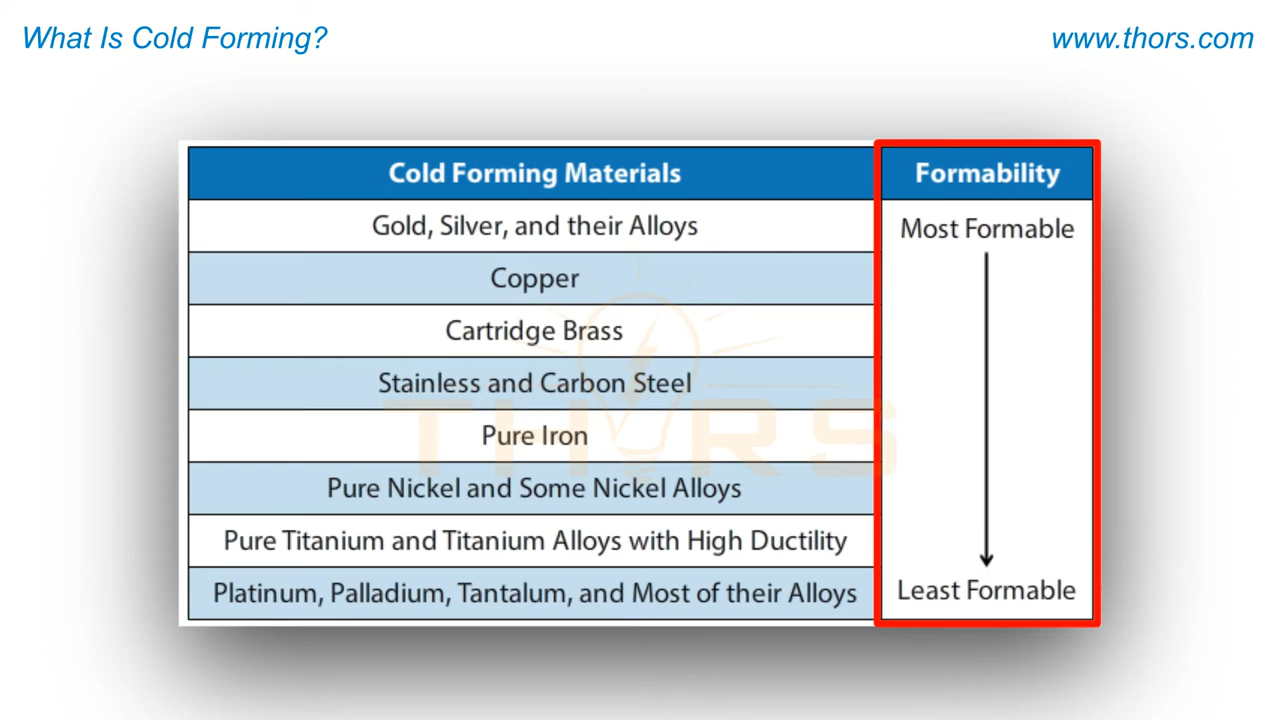 What Is Cold Forming?
www.thors.com
Cold Forming Materials
Formability
Gold, Silver, and their Alloys
Most Formable
Copper
Cartridge Brass
Stainless and Carbon Steel
Pure Iron
Pure Nickel and Some Nickel Alloys
Pure Titanium and Titanium Alloys with High Ductility
Platinum, Palladium, Tantalum, and Most of their Alloys
Least Formable
THORS